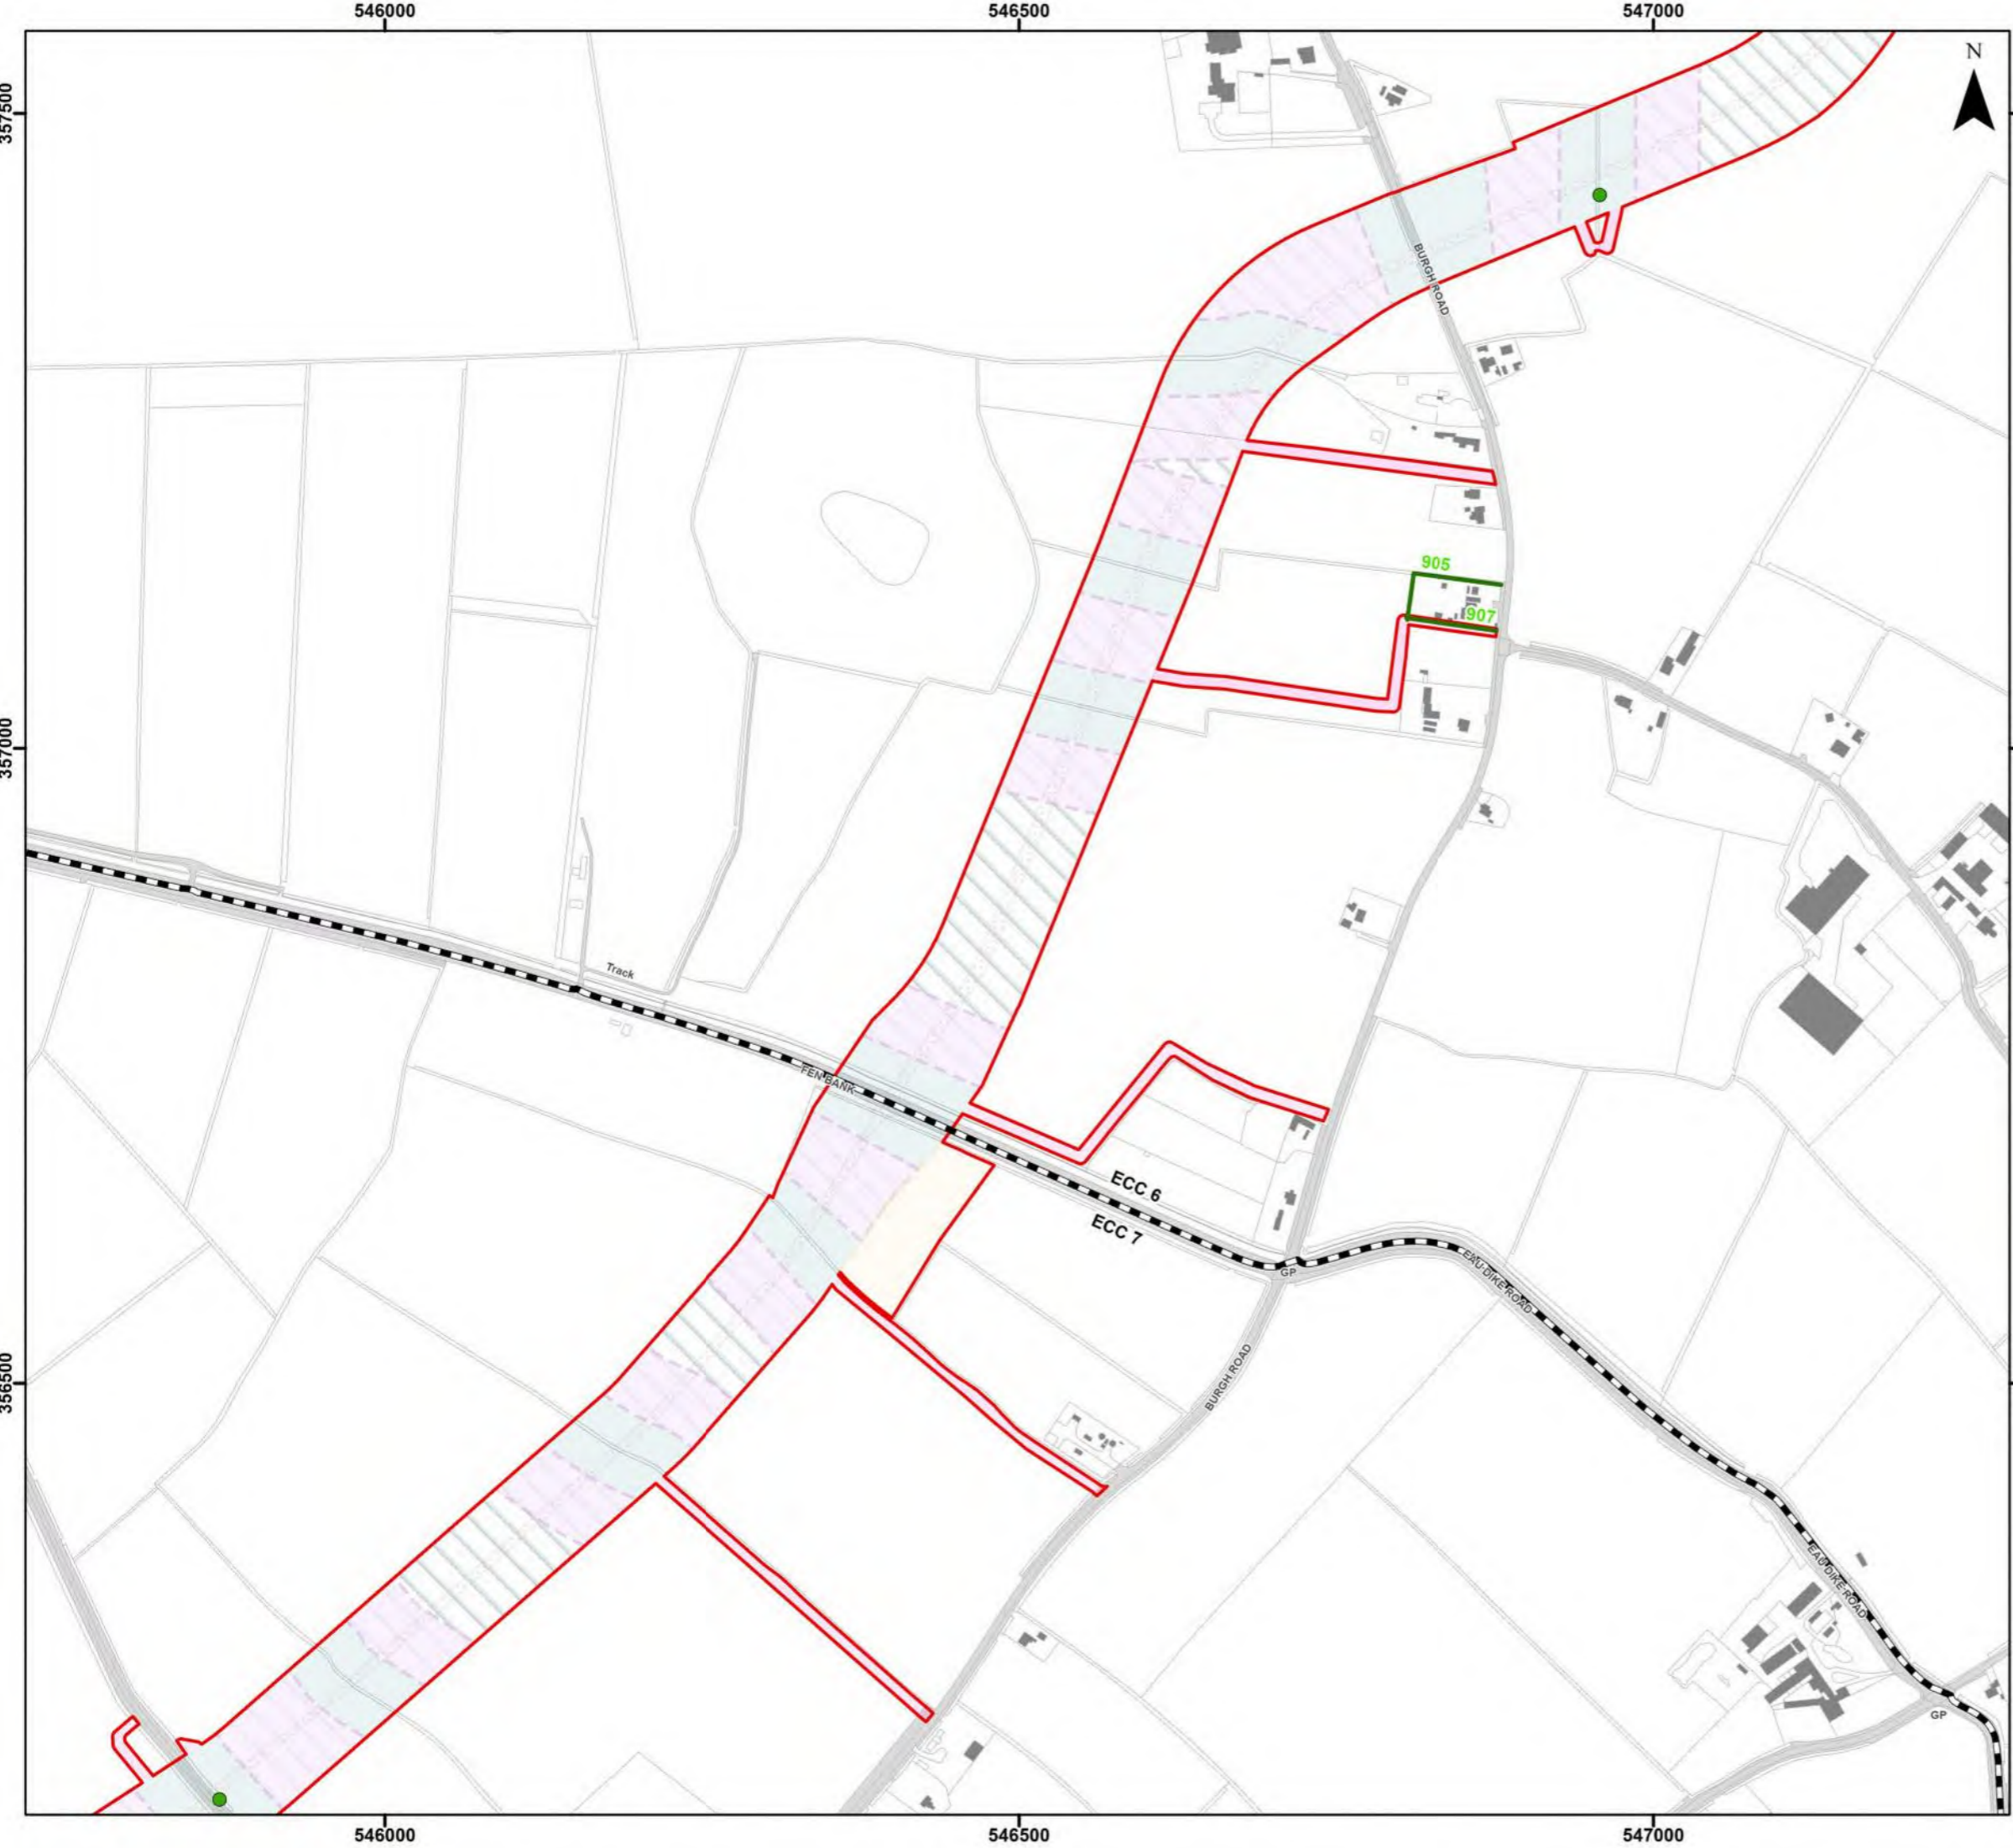 546000
546500
547000
N
357500
BURGH ROAD
905
907
357000
Track
FEN BANK
ECC 6
ECC 7
GP
EAU DIKE ROAD
BURGH ROAD
356500
EAU DIKE ROAD
GP
546000
546500
547000